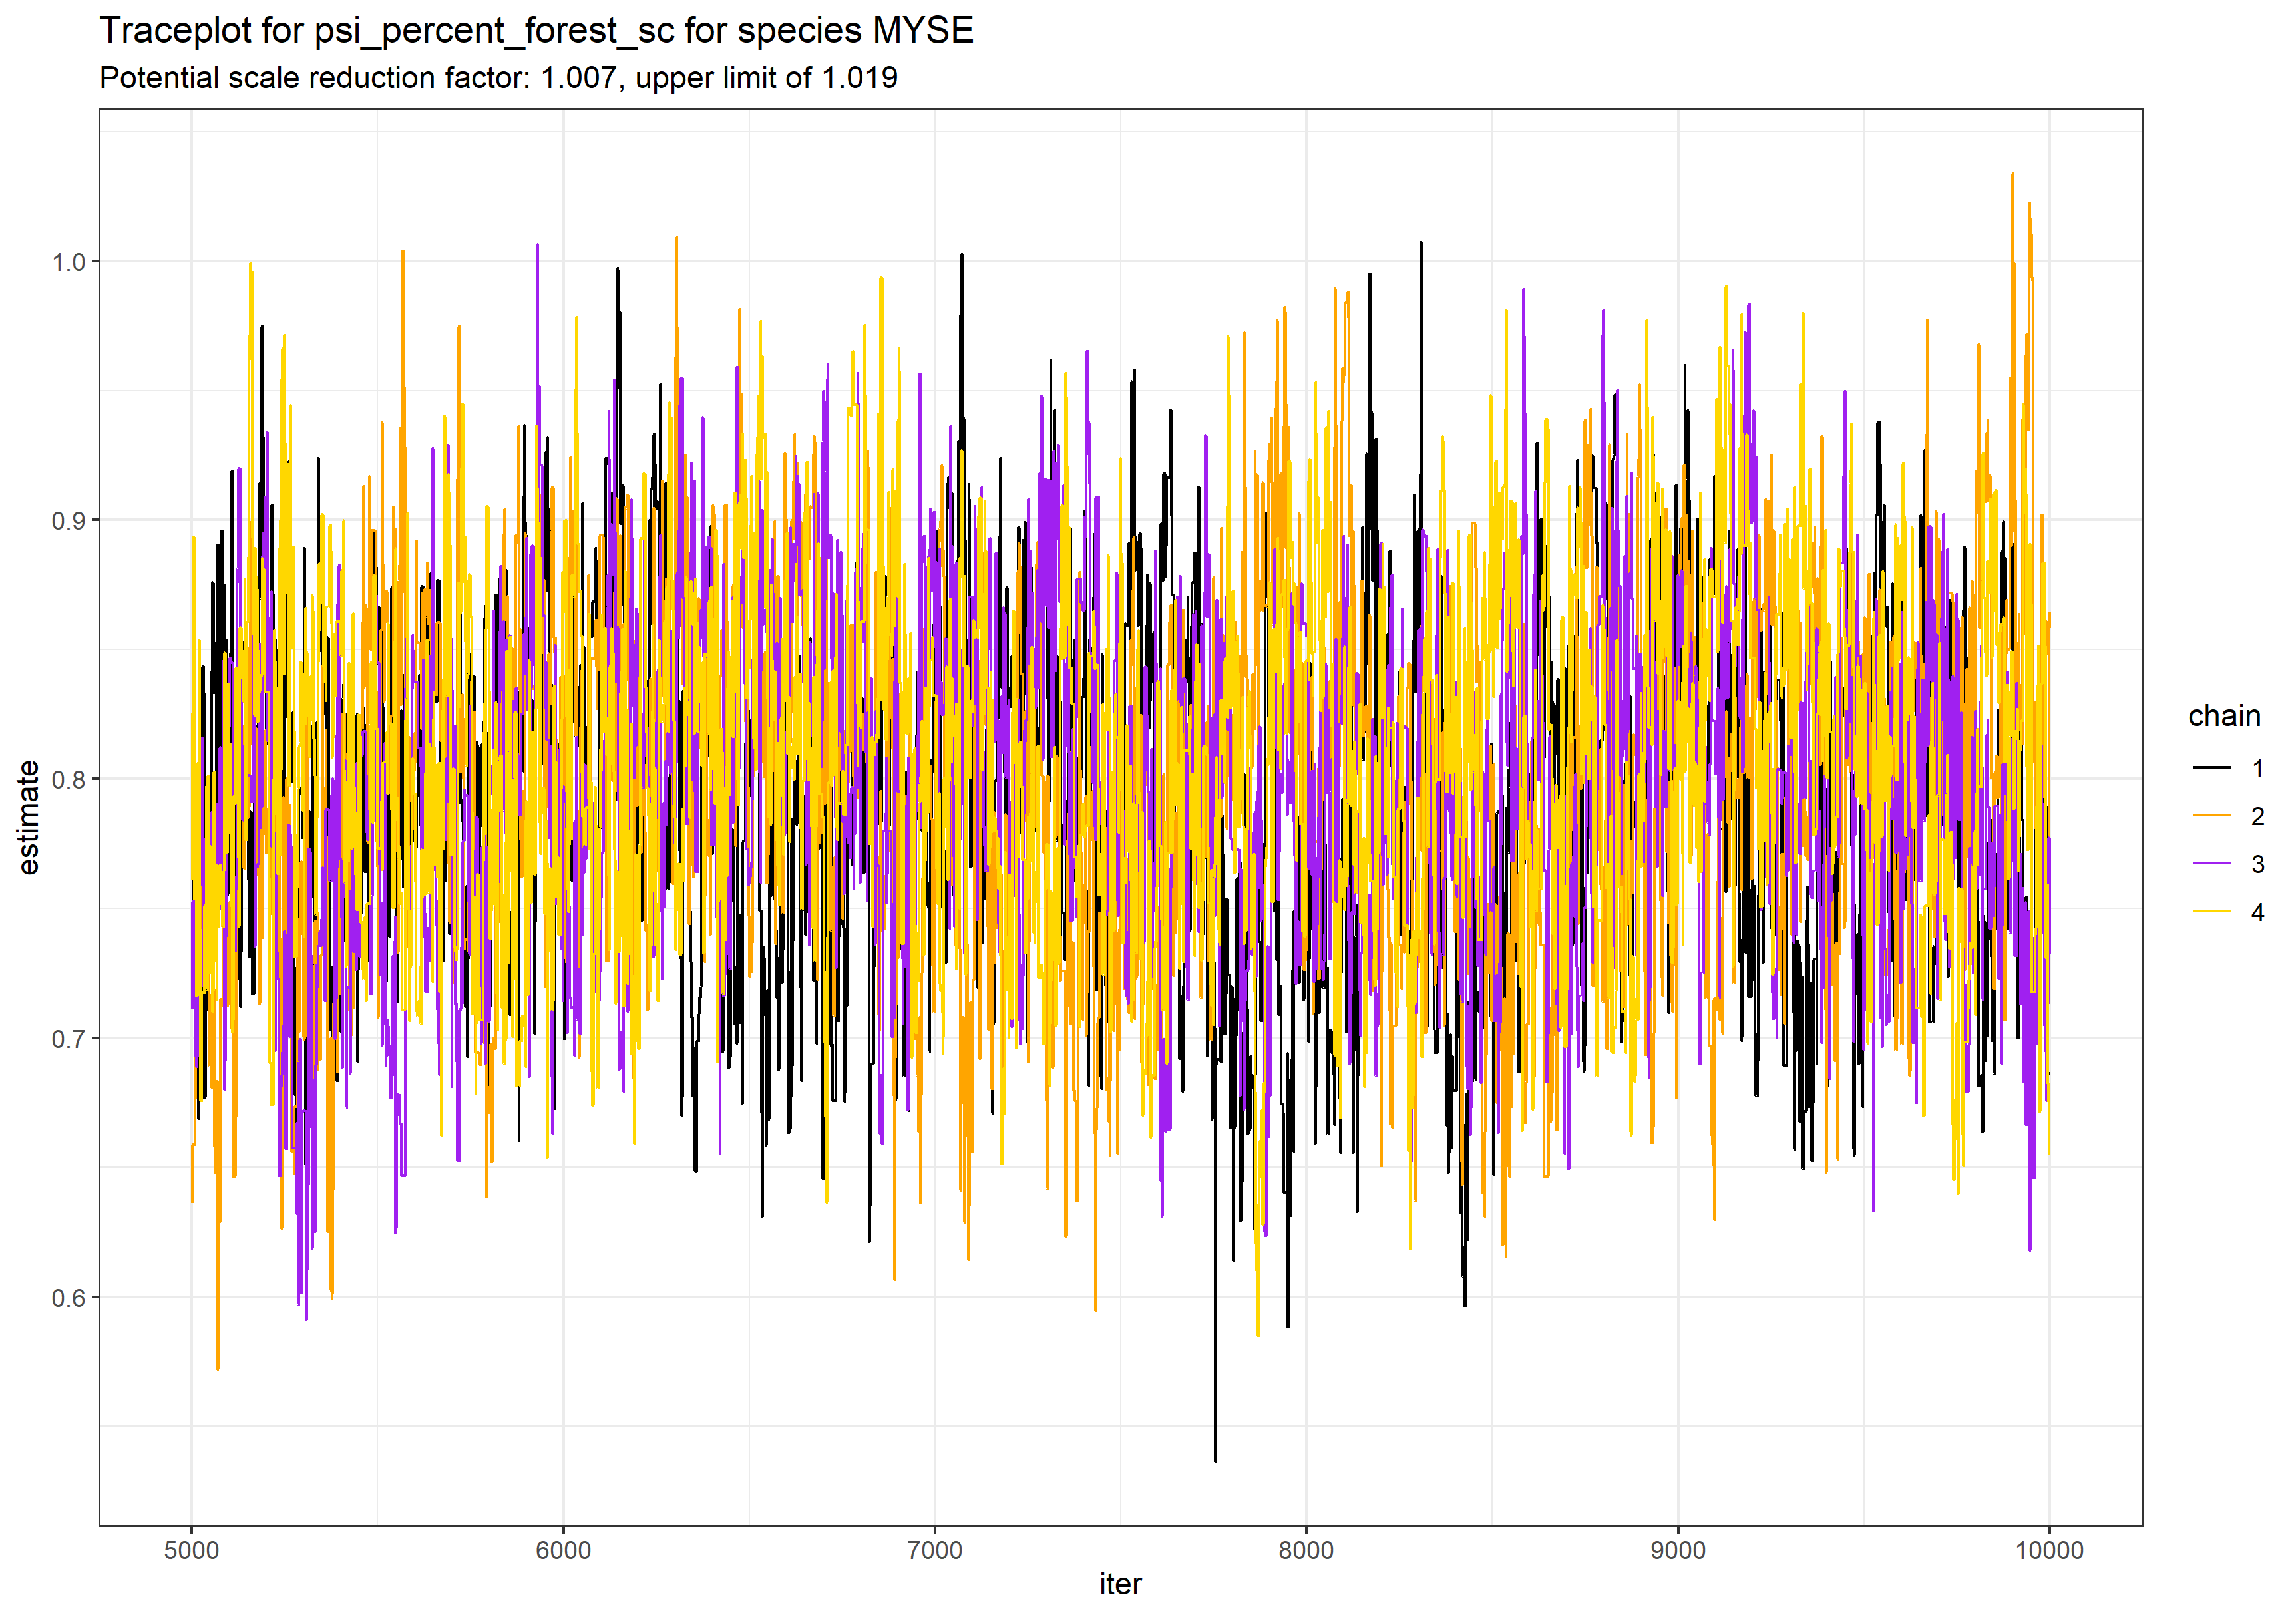 Traceplot for psi_percent_forest_sc for species MYSE
Potential scale reduction factor: 1.007, upper limit of 1.019
1.0
0.9
0.8
0.7
0.6
estimate
5000 6000 7000 8000 9000 10000
iter
chain
1
2
3
4